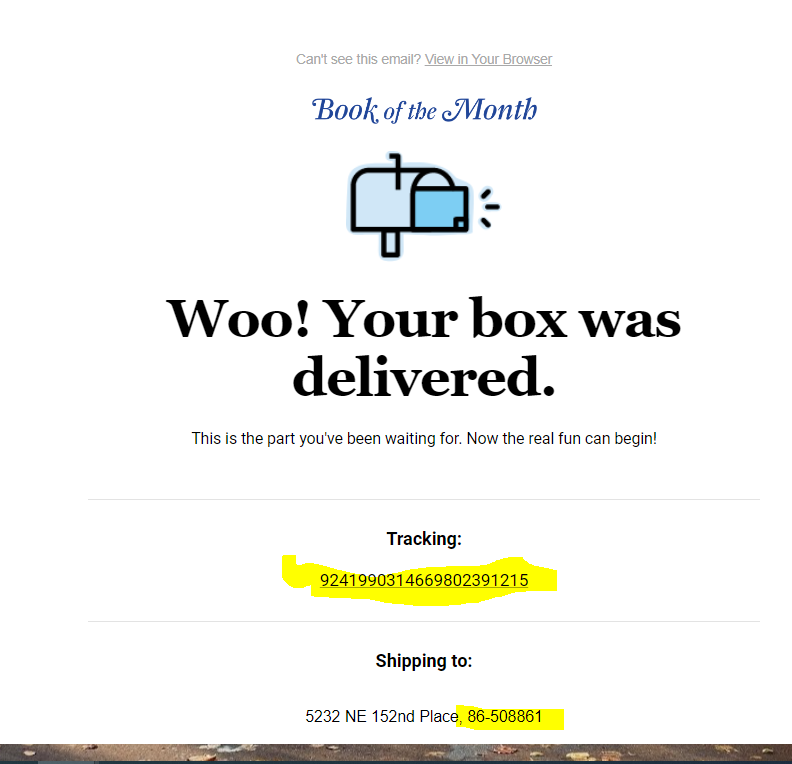 Can't see this email? View in Your Browser
Book of the Month
Woo! Your box was
delivered.
This is the part you've been waiting for. Now the real fun can begin!
Tracking:
9241990314669802391215
Shipping to:
5232 NE 152nd Place, 86-508861